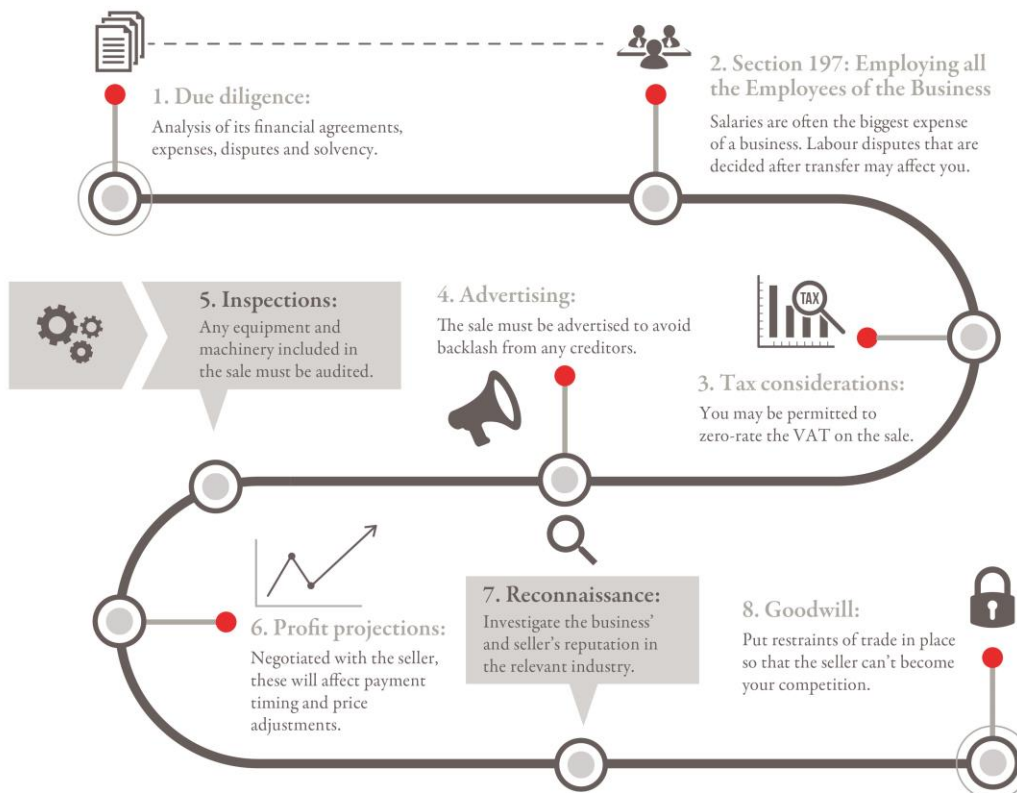 1. Due diligence:
Analysis of its financial agreements,
expenses, disputes and solvency.
2. Section 197: Employing all
the Employees of the Business
Salaries are often the biggest expense
of a business. Labour disputes that are
decided after transfer may affect you.
TAX
3. Tax considerations:
You may be permitted to
zero-rate the VAT on the sale.
4. Advertising:
The sale must be advertised to avoid
backlash from any creditors.
5. Inspections:
Any equipment and
machinery included in
the sale must be audited.
6. Profit projections:
Negotiated with the seller,
these will affect payment
timing and price
adjustments.
7. Reconnaissance:
Investigate the business’
and seller’s reputation in
the relevant industry.
8. Goodwill:
Put restraints of trade in place
so that the seller can’t become
your competition.